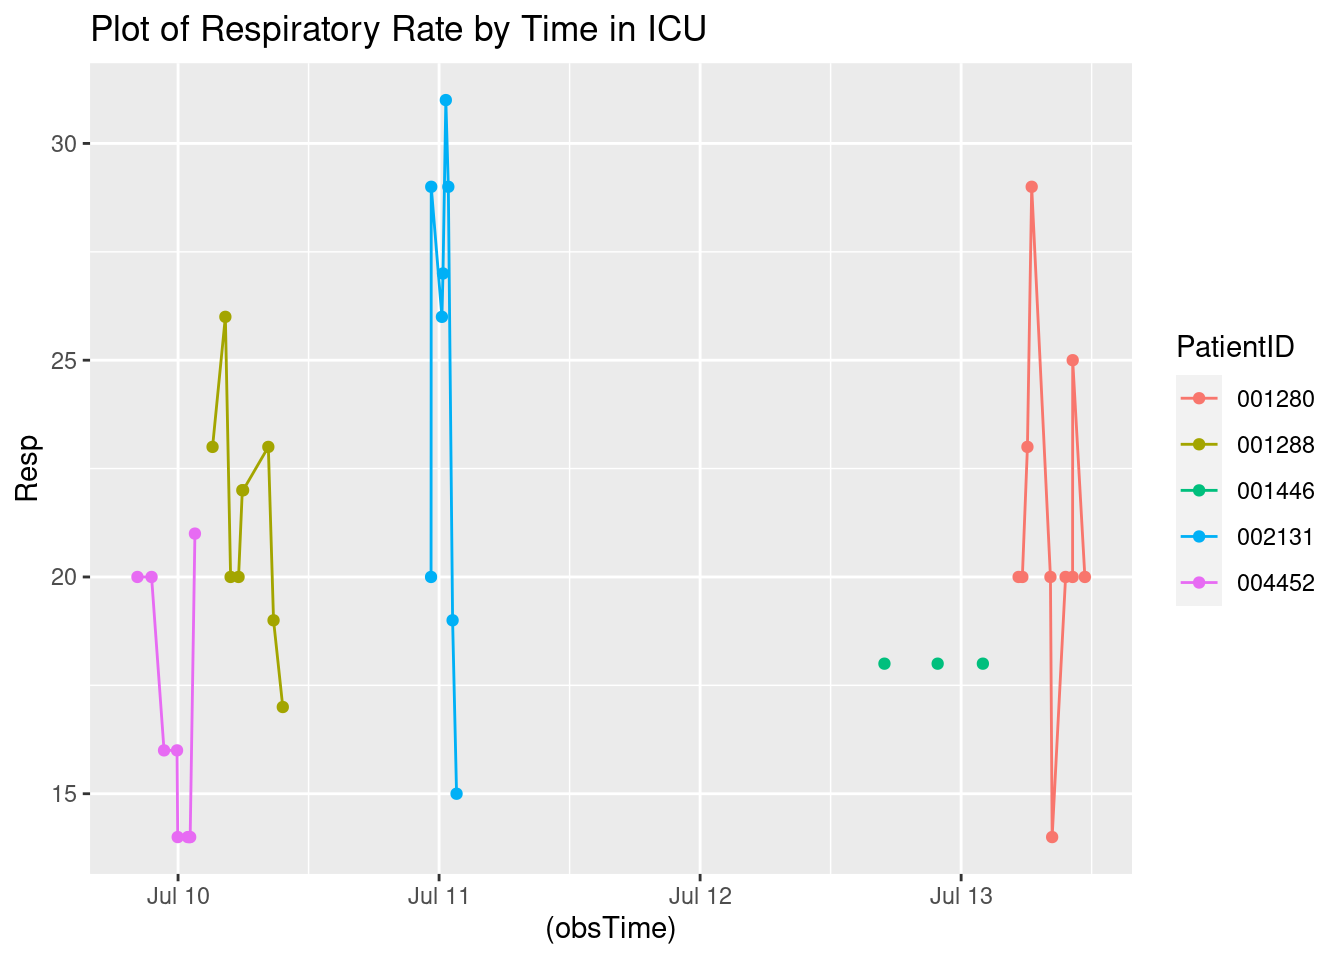 Plot of Respiratory Rate by Time in ICU
30
25
20
15
Resp
Jul 10
Jul 11
Jul 12
Jul 13
(obsTime)
PatientID
001280
001288
001446
002131
004452